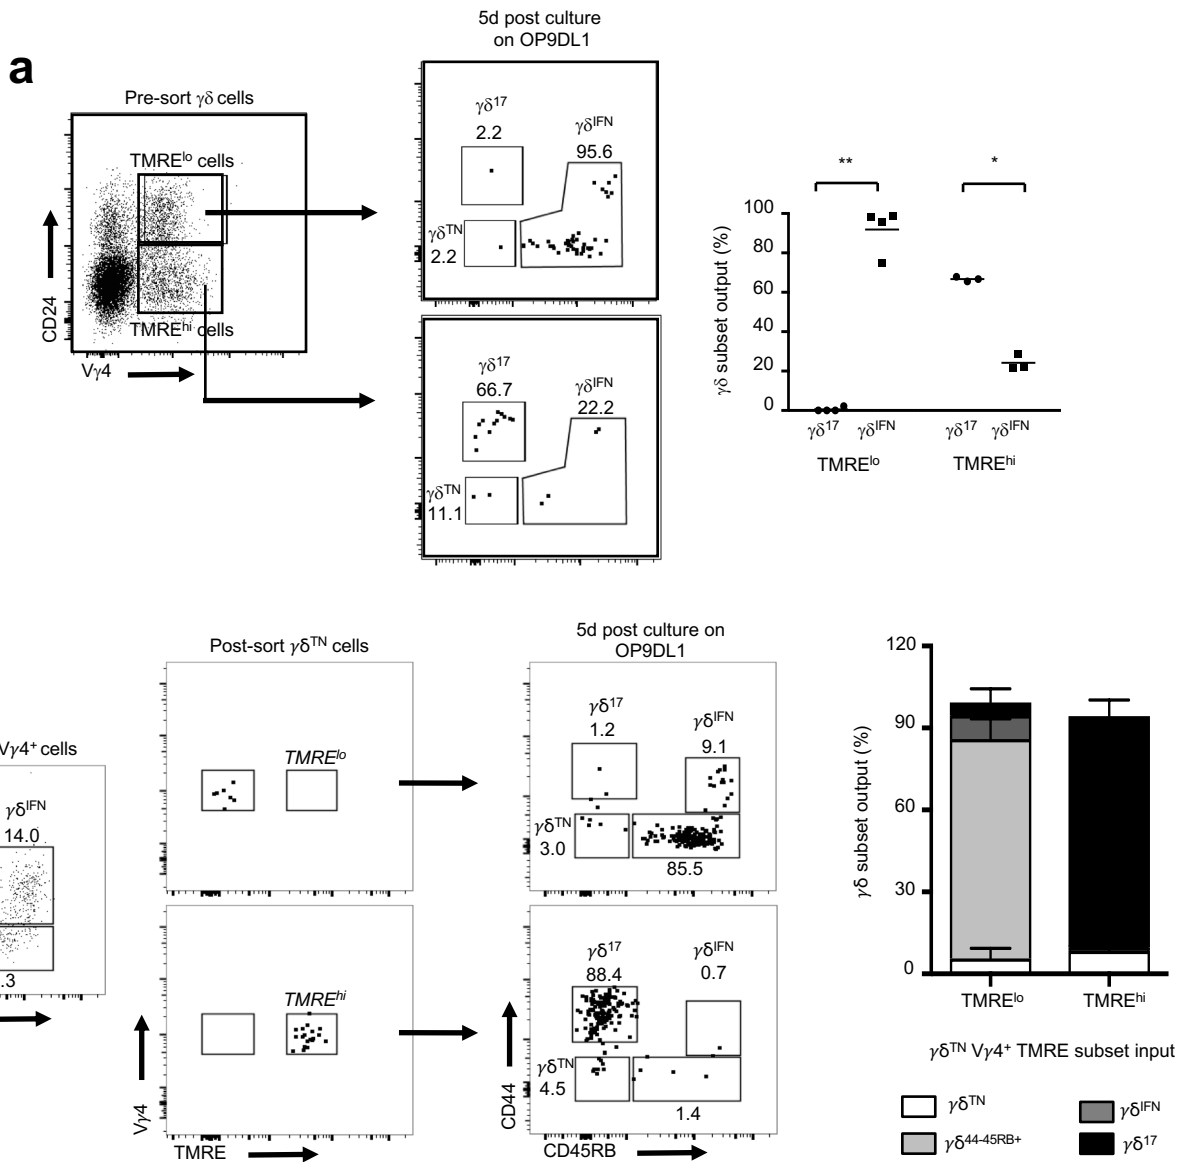 a
Pre-sort γδ cells
TMRElo cells
TMREhi cells
CD24
Vγ4
5d post culture
on OP9DL1
γδ17
2.2
γδIFN
95.6
γδTN
2.2
γδ17
66.7
γδIFN
22.2
γδTN
11.1
γδ subset output (%)
100
80
60
40
20
0
**
*
γδ17 γδIFN γδ17 γδIFN
TMRElo TMREhi
Vγ4+ cells
γδIFN
14.0
.3
Post-sort γδTN cells
TMRElo
TMREhi
Vγ4
TMRE
5d post culture on
OP9DL1
γδ17
1.2
γδIFN
9.1
γδTN
3.0
85.5
γδ17
88.4
γδIFN
0.7
γδTN
4.5
1.4
CD44
CD45RB
γδ subset output (%)
120
90
60
30
0
TMRElo TMREhi
γδTN Vγ4+ TMRE subset input
γδTN
γδIFN
γδ44-45RB+
γδ17